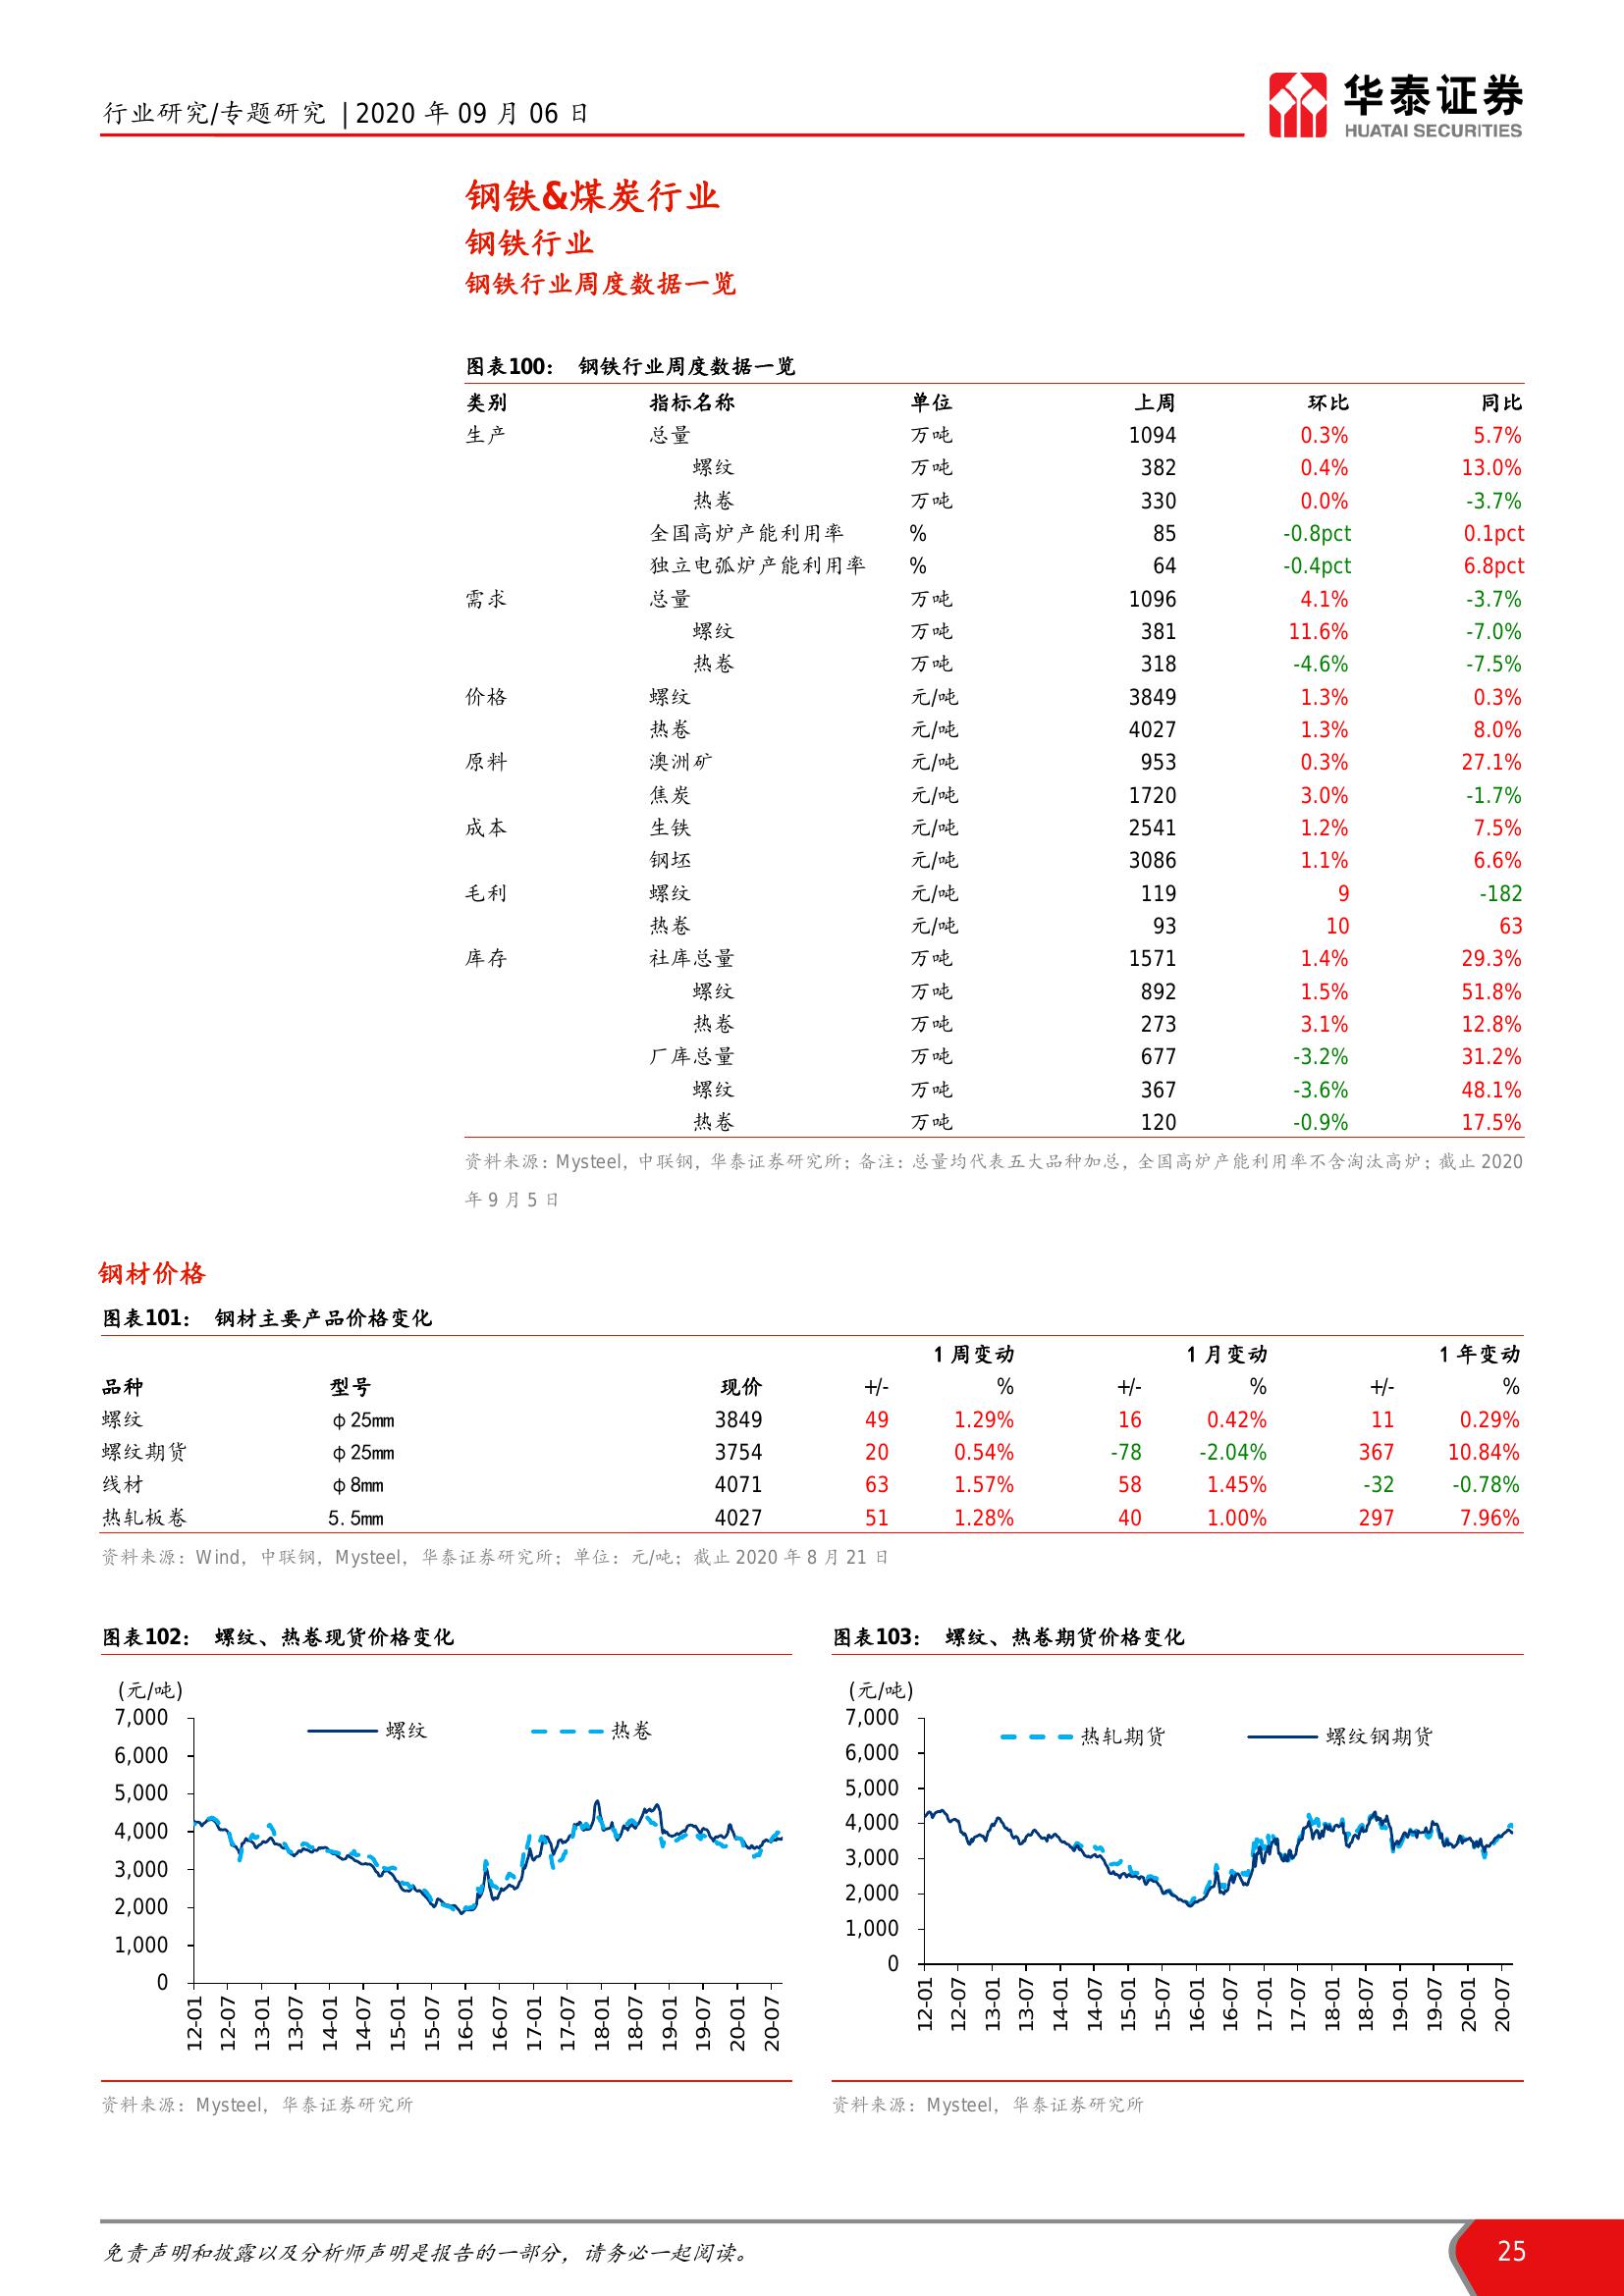 行业研究/专题研究 | 2020 年 09 月 06 日
华泰证券
HUATAI SECURITIES
钢铁&煤炭行业
钢铁行业
钢铁行业周度数据一览
图表100： 钢铁行业周度数据一览
类别 指标名称 单位 上周 环比 同比
生产 总量 万吨 1094 0.3% 5.7%
螺纹 万吨 382 0.4% 13.0%
热卷 万吨 330 0.0% -3.7%
全国高炉产能利用率 % 85 -0.8pct 0.1pct
独立电弧炉产能利用率 % 64 -0.4pct 6.8pct
需求 总量 万吨 1096 4.1% -3.7%
螺纹 万吨 381 11.6% -7.0%
热卷 万吨 318 -4.6% -7.5%
价格 螺纹 元/吨 3849 1.3% 0.3%
热卷 元/吨 4027 1.3% 8.0%
原料 澳洲矿 元/吨 953 0.3% 27.1%
焦炭 元/吨 1720 3.0% -1.7%
成本 生铁 元/吨 2541 1.2% 7.5%
钢坯 元/吨 3086 1.1% 6.6%
毛利 螺纹 元/吨 119 9 -182
热卷 元/吨 93 10 63
库存 社库总量 万吨 1571 1.4% 29.3%
螺纹 万吨 892 1.5% 51.8%
热卷 万吨 273 3.1% 12.8%
厂库总量 万吨 677 -3.2% 31.2%
螺纹 万吨 367 -3.6% 48.1%
热卷 万吨 120 -0.9% 17.5%
资料来源：Mysteel，中联钢，华泰证券研究所；备注：总量均代表五大品种加总，全国高炉产能利用率不含淘汰高炉；截止 2020
年 9 月 5 日
钢材价格
图表101： 钢材主要产品价格变化
1 周变动 1 月变动 1 年变动
品种 型号 现价 +/- % +/- % +/- %
螺纹 φ25mm 3849 49 1.29% 16 0.42% 11 0.29%
螺纹期货 φ25mm 3754 20 0.54% -78 -2.04% 367 10.84%
线材 φ8mm 4071 63 1.57% 58 1.45% -32 -0.78%
热轧板卷 5.5mm 4027 51 1.28% 40 1.00% 297 7.96%
资料来源：Wind，中联钢，Mysteel，华泰证券研究所；单位：元/吨；截止 2020 年 8 月 21 日
图表102： 螺纹、热卷现货价格变化
(元/吨)
螺纹 热卷
7,000
6,000
5,000
4,000
3,000
2,000
1,000
0
12-01 12-07 13-01 13-07 14-01 14-07 15-01 15-07 16-01 16-07 17-01 17-07 18-01 18-07 19-01 19-07 20-01 20-07
资料来源：Mysteel，华泰证券研究所
图表103： 螺纹、热卷期货价格变化
(元/吨)
热轧期货 螺纹钢期货
7,000
6,000
5,000
4,000
3,000
2,000
1,000
0
12-01 12-07 13-01 13-07 14-01 14-07 15-01 15-07 16-01 16-07 17-01 17-07 18-01 18-07 19-01 19-07 20-01 20-07
资料来源：Mysteel，华泰证券研究所
免责声明和披露以及分析师声明是报告的一部分，请务必一起阅读。
25